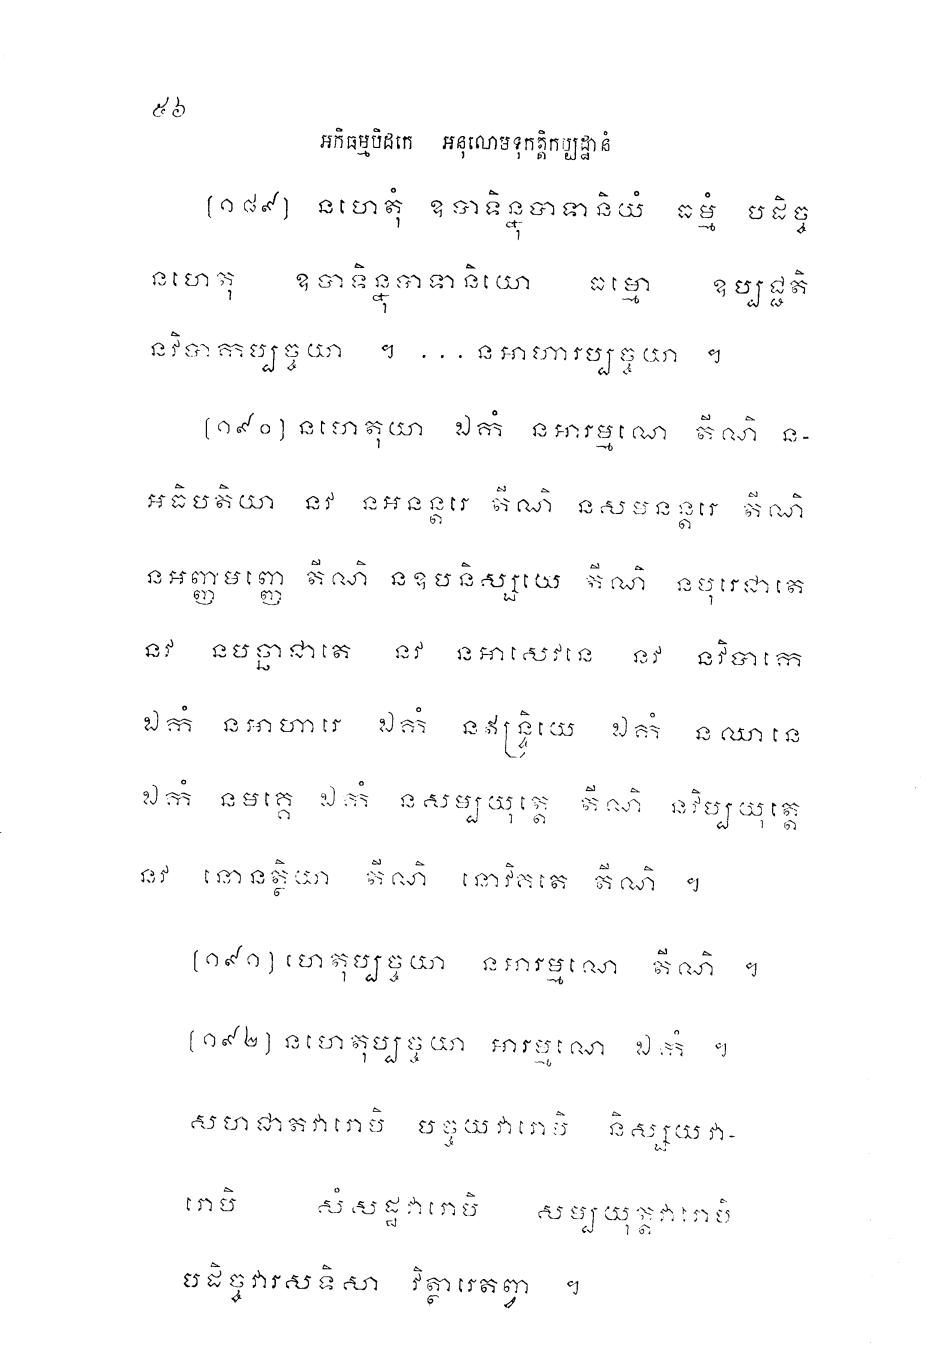 ៥៦
អភិធម្មបិដកេ អនុលោមទុកត្តិកប្បដ្ឋានំ
[១៨៩] នហេតុំ ឧបាទិន្នុបាទានិយំ ធម្មំ បដិច្ច
នហេតុ ឧបាទិន្នុបាទានិយោ ធម្មោ ឧប្បជ្ជតិ
នវិបាកប្បច្ចយា ។ ... នអាហារប្បច្ចយា ។
[១៩០] នហេតុយា ឯកំ នអារម្មណេ តីណិ ន-
អធិបតិយា នវ នអនន្តរេ តីណិ នសមនន្តរេ តីណិ
នអញ្ញមញ្ញេ តីណិ នឧបនិស្សយេ តីណិ នបុរេជាតេ
នវ នបច្ឆាជាតេ នវ នអាសេវនេ នវ នវិបាកេ
ឯកំ នអាហារេ ឯកំ នឥន្ទ្រិយេ ឯកំ នឈានេ
ឯកំ នមគ្គេ ឯកំ នសម្បយុត្តេ តីណិ នវិប្បយុត្តេ
នវ នោនត្ថិយា តីណិ នោវិគតេ តីណិ ។
[១៩១] ហេតុប្បច្ចយា នអារម្មណេ តីណិ ។
[១៩២] នហេតុប្បច្ចយា អារម្មណេ ឯកំ ។
សហជាតវារោបិ បច្ចយវារោបិ និស្សយវា-
រោបិ សំសដ្ឋវារោបិ សម្បយុត្តវារោបិ
បដិច្ចវារសទិសា វិត្ថារេតព្វា ។